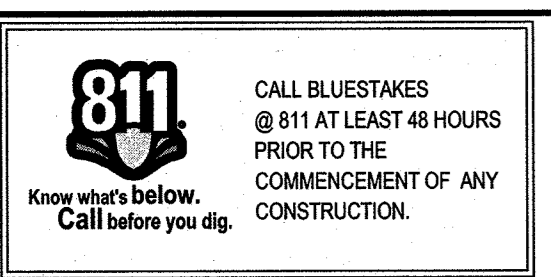 811.
Know what's below.
Call before you dig.
CALL BLUESTAKES
@ 811 AT LEAST 48 HOURS
PRIOR TO THE
COMMENCEMENT OF ANY
CONSTRUCTION.